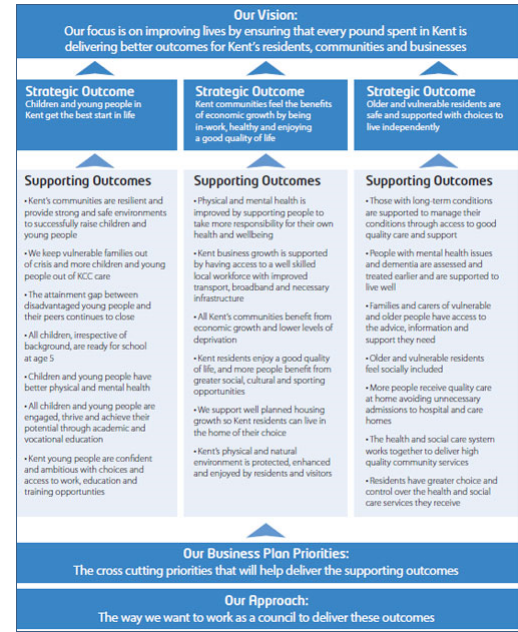 Our Vision:
Our focus is on improving lives by ensuring that every pound spent in Kent is
delivering better outcomes for Kent's residents, communities and businesses
Strategic Outcome
Children and young people in
Kent get the best start in life
Strategic Outcome
Kent communities feel the benefits
of economic growth by being
in-work, healthy and enjoying
a good quality of life
Strategic Outcome
Older and vulnerable residents are
safe and supported with choices to
live independently
Supporting Outcomes
• Kent's communities are resilient and
provide strong and safe environments
to successfully raise children and
young people
• We keep vulnerable families out
of crisis and more children and young
people out of KCC care
• The attainment gap between
disadvantaged young people and
their peers continues to close
• All children, irrespective of
background, are ready for school
at age 5
• Children and young people have
better physical and mental health
• All children and young people are
engaged, thrive and achieve their
potential through academic and
vocational education
• Kent young people are confident
and ambitious with choices and
access to work, education and
training opportunties
Supporting Outcomes
• Physical and mental health is
improved by supporting people to
take more responsibility for their own
health and wellbeing
• Kent business growth is supported
by having access to a well skilled
local workforce with improved
transport, broadband and necessary
infrastructure
• All Kent's communities benefit from
economic growth and lower levels of
deprivation
• Kent residents enjoy a good quality
of life, and more people benefit from
greater social, cultural and sporting
opportunities
• We support well planned housing
growth so Kent residents can live in
the home of their choice
• Kent's physical and natural
environment is protected, enhanced
and enjoyed by residents and visitors
Supporting Outcomes
• Those with long-term conditions
are supported to manage their
conditions through access to good
quality care and support
• People with mental health issues
and dementia are assessed and
treated earlier and are supported to
live well
• Families and carers of vulnerable
and older people have access to
the advice, information and
support they need
• Older and vulnerable residents
feel socially included
• More people receive quality care
at home avoiding unnecessary
admissions to hospital and care
homes
• The health and social care system
works together to deliver high
quality community services
• Residents have greater choice and
control over the health and social
care services they receive
Our Business Plan Priorities:
The cross cutting priorities that will help deliver the supporting outcomes
Our Approach:
The way we want to work as a council to deliver these outcomes